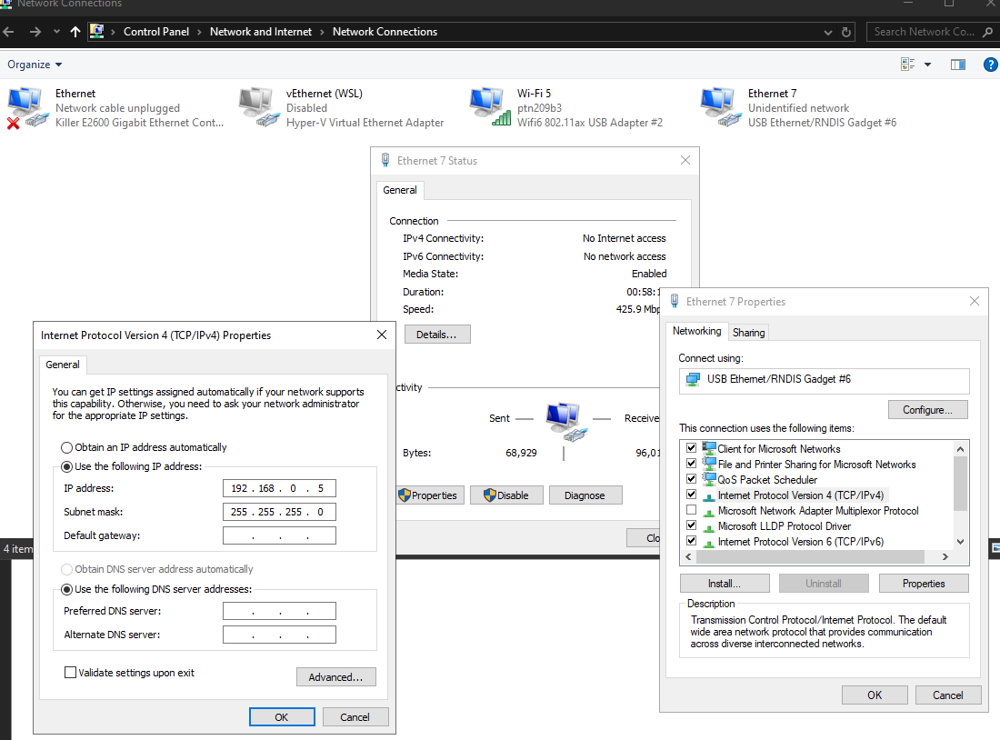 Network Connections
Control Panel
Network and Internet
Network Connections
Search Network Co...
Organize
Ethernet
Network cable unplugged
Killer E2600 Gigabit Ethernet Cont...
vEthernet (WSL)
Disabled
Hyper-V Virtual Ethernet Adapter
Wi-Fi 5
ptn209b3
Wifi6 802.11ax USB Adapter #2
Ethernet 7
Unidentified network
USB Ethernet/RNDIS Gadget #6
Ethernet 7 Status
General
Connection
IPv4 Connectivity: No Internet access
IPv6 Connectivity: No network access
Media State: Enabled
Duration: 00:58:
Speed: 425.9 Mbp
Details...
ctivity
Sent
Receive
Bytes: 68,929 96,01
Properties
Disable
Diagnose
Clo
4 item
Internet Protocol Version 4 (TCP/IPv4) Properties
General
You can get IP settings assigned automatically if your network supports
this capability. Otherwise, you need to ask your network administrator
for the appropriate IP settings.
Obtain an IP address automatically
Use the following IP address:
IP address: 192 . 168 . 0 . 5
Subnet mask: 255 . 255 . 255 . 0
Default gateway: . . .
Obtain DNS server address automatically
Use the following DNS server addresses:
Preferred DNS server: . . .
Alternate DNS server: . . .
Validate settings upon exit
Advanced...
OK
Cancel
Ethernet 7 Properties
Networking
Sharing
Connect using:
USB Ethernet/RNDIS Gadget #6
Configure...
This connection uses the following items:
Client for Microsoft Networks
File and Printer Sharing for Microsoft Networks
QoS Packet Scheduler
Internet Protocol Version 4 (TCP/IPv4)
Microsoft Network Adapter Multiplexor Protocol
Microsoft LLDP Protocol Driver
Internet Protocol Version 6 (TCP/IPv6)
Install...
Uninstall
Properties
Description
Transmission Control Protocol/Internet Protocol. The default
wide area network protocol that provides communication
across diverse interconnected networks.
OK
Cancel